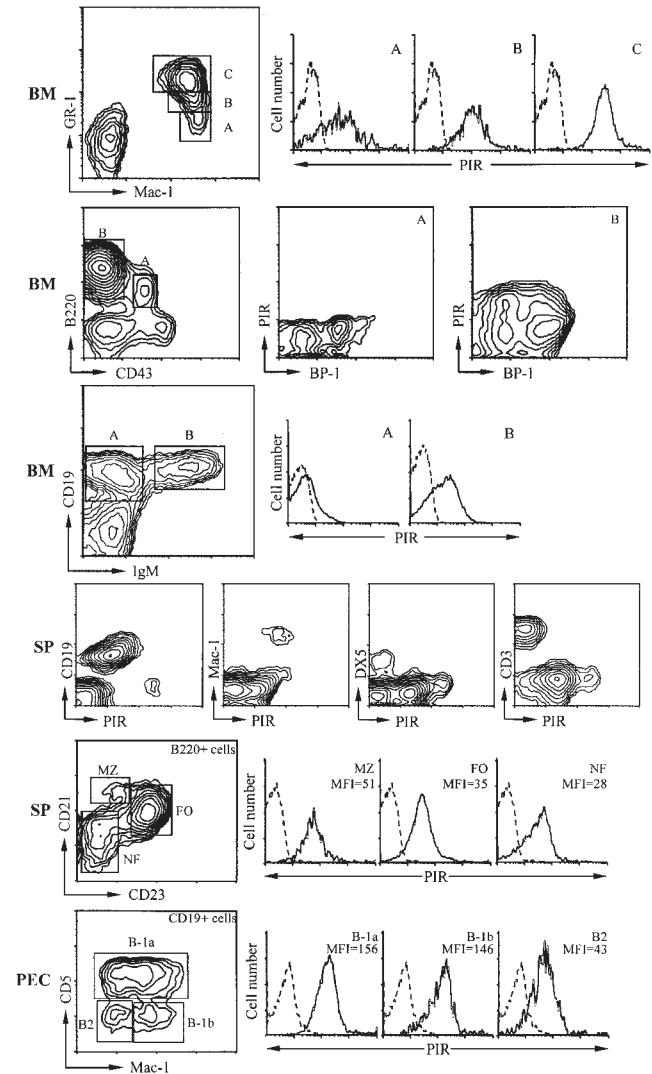 BM
GR-1
Mac-1
C
B
A
Cell number
A
B
C
PIR
BM
B220
CD43
B
A
PIR
BP-1
A
PIR
BP-1
B
BM
CD19
IgM
A
B
Cell number
A
B
PIR
SP
CD19
PIR
Mac-1
PIR
DX5
PIR
CD3
PIR
SP
B220+ cells
CD21
CD23
MZ
FO
NF
Cell number
MZ
MFI=51
FO
MFI=35
NF
MFI=28
PIR
PEC
CD19+ cells
CD5
Mac-1
B-1a
B2
B-1b
Cell number
B-1a
MFI=156
B-1b
MFI=146
B2
MFI=43
PIR